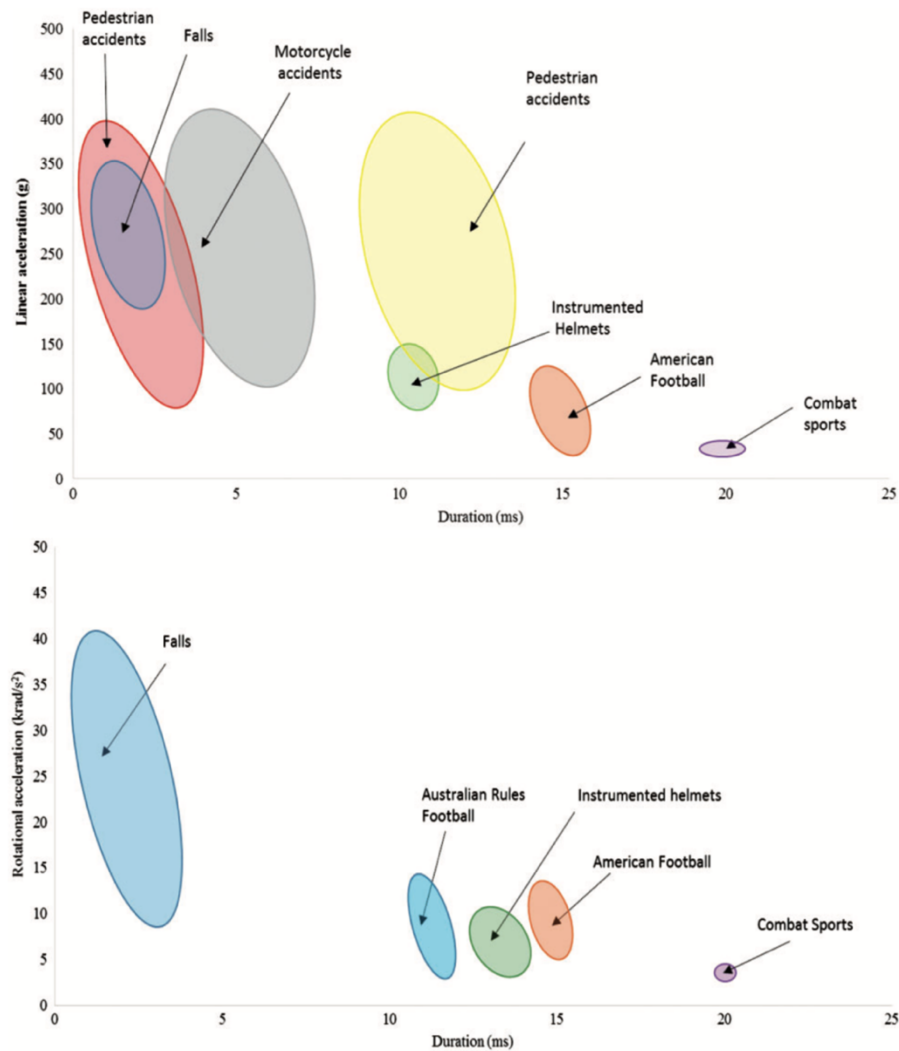 Pedestrian
accidents
Falls
Motorcycle
accidents
Pedestrian
accidents
Instrumented
Helmets
American
Football
Combat
sports
Linear aceleration (g)
500
450
400
350
300
250
200
150
100
50
0
0
5
10
15
20
25
Duration (ms)
Falls
Australian Rules
Football
Instrumented helmets
American Football
Combat Sports
Rotational acceleration (krad/s²)
50
45
40
35
30
25
20
15
10
5
0
0
5
10
15
20
25
Duration (ms)